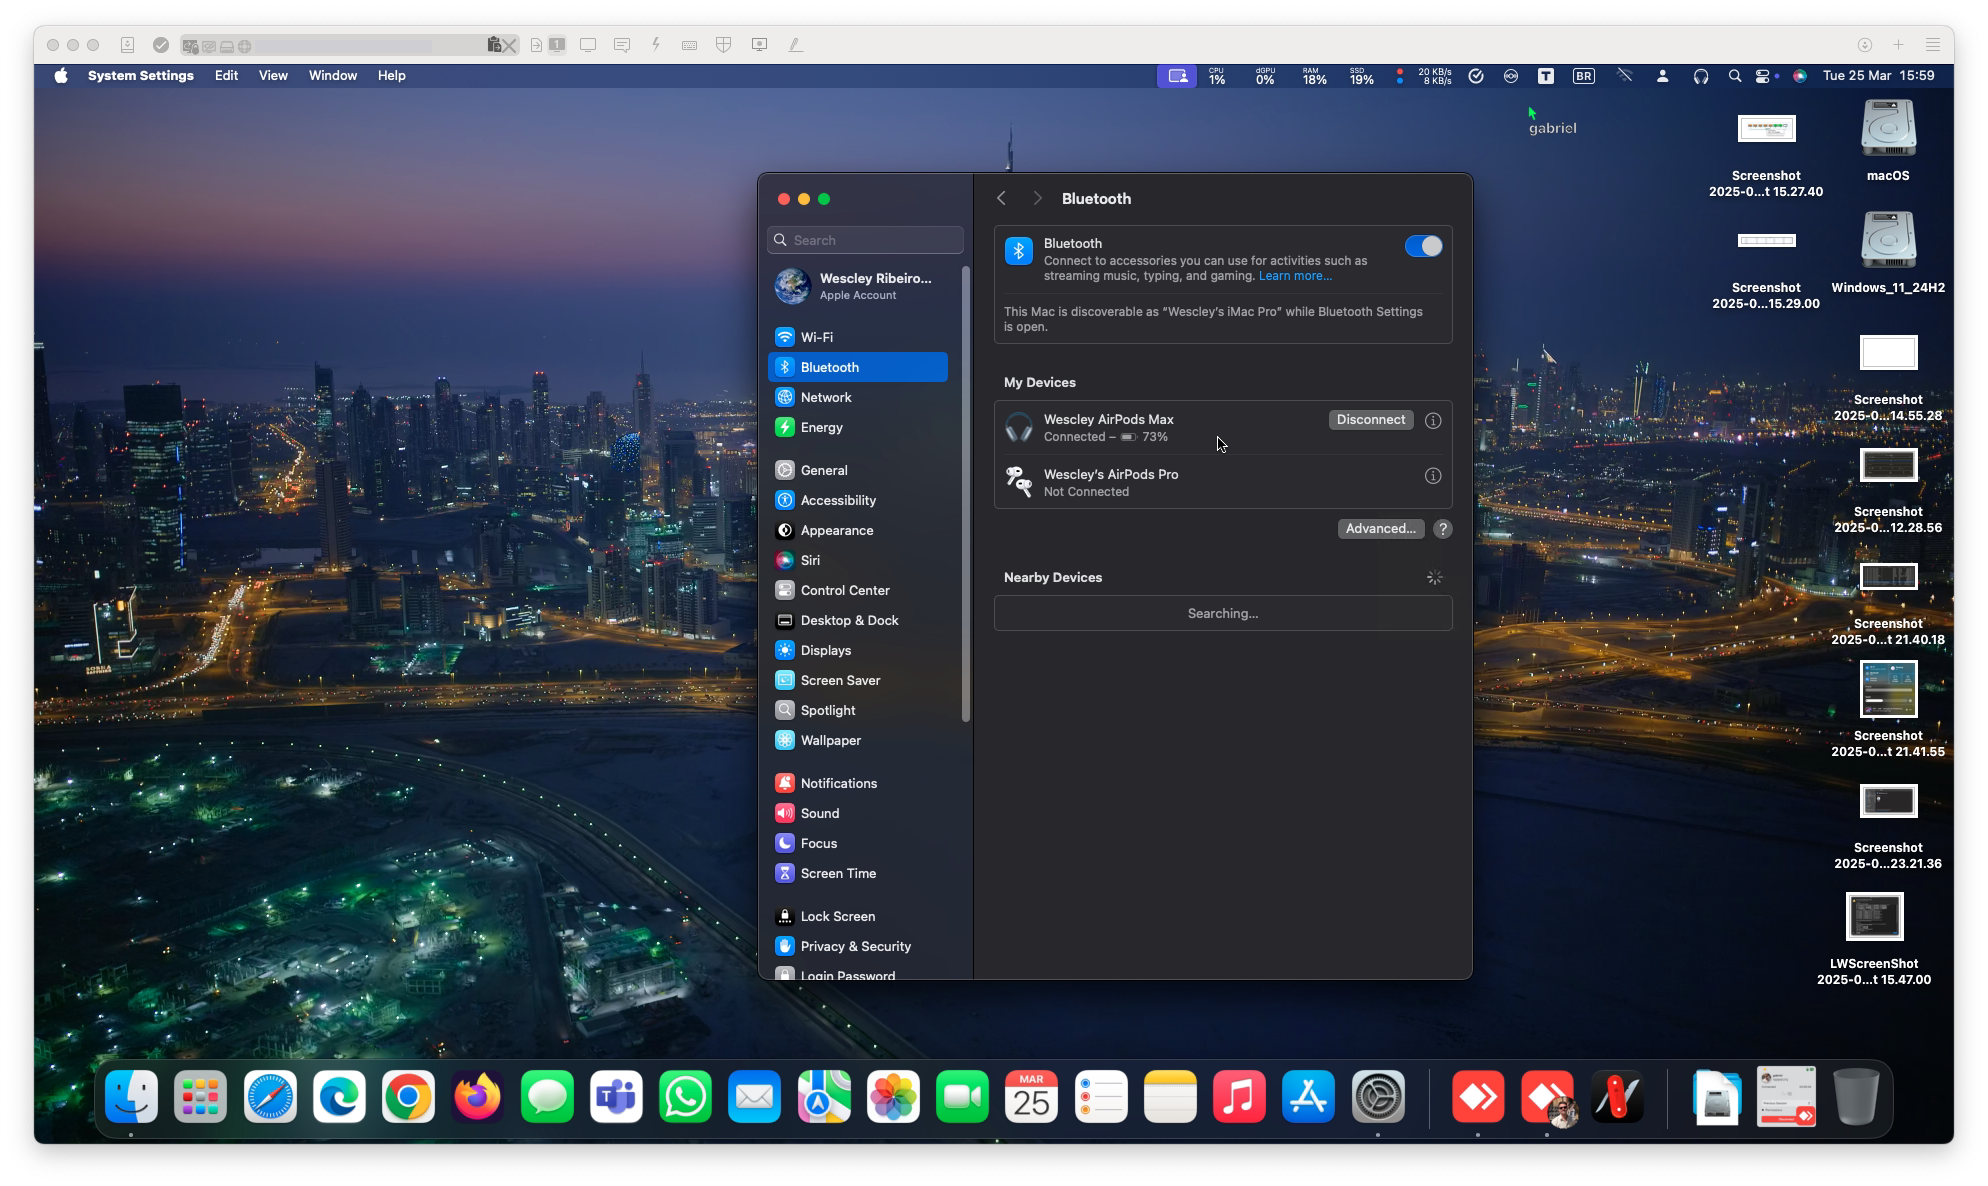 1
System Settings
Edit
View
Window
Help
CPU
1%
dGPU
0%
RAM
18%
SSD
19%
20 KB/s
8 KB/s
T
BR
Tue 25 Mar 15:59
gabriel
Screenshot
2025-0...t 15.27.40
macOS
Screenshot
2025-0...15.29.00
Windows_11_24H2
Screenshot
2025-0...14.55.28
Screenshot
2025-0...12.28.56
Screenshot
2025-0...t 21.40.18
Screenshot
2025-0...t 21.41.55
Screenshot
2025-0...23.21.36
LWScreenShot
2025-0...t 15.47.00
Search
Wescley Ribeiro...
Apple Account
Wi-Fi
Bluetooth
Network
Energy
General
Accessibility
Appearance
Siri
Control Center
Desktop & Dock
Displays
Screen Saver
Spotlight
Wallpaper
Notifications
Sound
Focus
Screen Time
Lock Screen
Privacy & Security
Login Password
Bluetooth
Bluetooth
Connect to accessories you can use for activities such as
streaming music, typing, and gaming. Learn more...
This Mac is discoverable as “Wescley’s iMac Pro” while Bluetooth Settings
is open.
My Devices
Wescley AirPods Max
Connected – 73%
Disconnect
Wescley’s AirPods Pro
Not Connected
Advanced...
?
Nearby Devices
Searching...
MAR
25